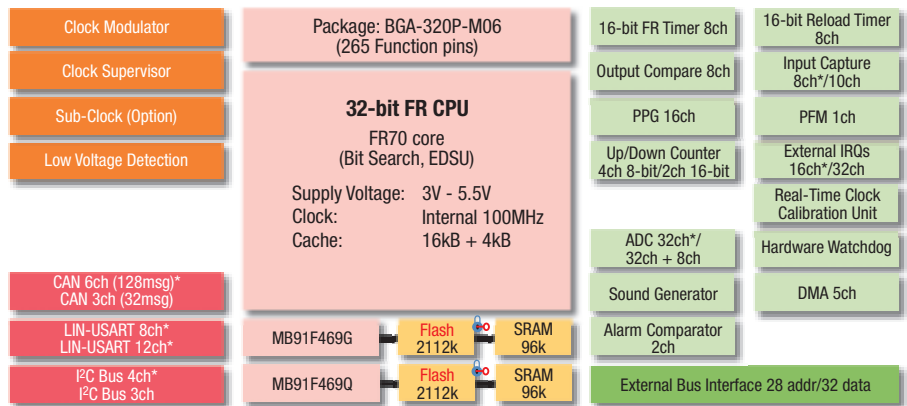 Clock Modulator
Clock Supervisor
Sub-Clock (Option)
Low Voltage Detection
CAN 6ch (128msg)*
CAN 3ch (32msg)
LIN-USART 8ch*
LIN-USART 12ch*
I²C Bus 4ch*
I²C Bus 3ch
Package: BGA-320P-M06
(265 Function pins)
32-bit FR CPU
FR70 core
(Bit Search, EDSU)
Supply Voltage: 3V - 5.5V
Clock: Internal 100MHz
Cache: 16kB + 4kB
MB91F469G
Flash
2112k
SRAM
96k
MB91F469Q
Flash
2112k
SRAM
96k
16-bit FR Timer 8ch
Output Compare 8ch
PPG 16ch
Up/Down Counter
4ch 8-bit/2ch 16-bit
ADC 32ch*/
32ch + 8ch
Sound Generator
Alarm Comparator
2ch
16-bit Reload Timer
8ch
Input Capture
8ch*/10ch
PFM 1ch
External IRQs
16ch*/32ch
Real-Time Clock
Calibration Unit
Hardware Watchdog
DMA 5ch
External Bus Interface 28 addr/32 data